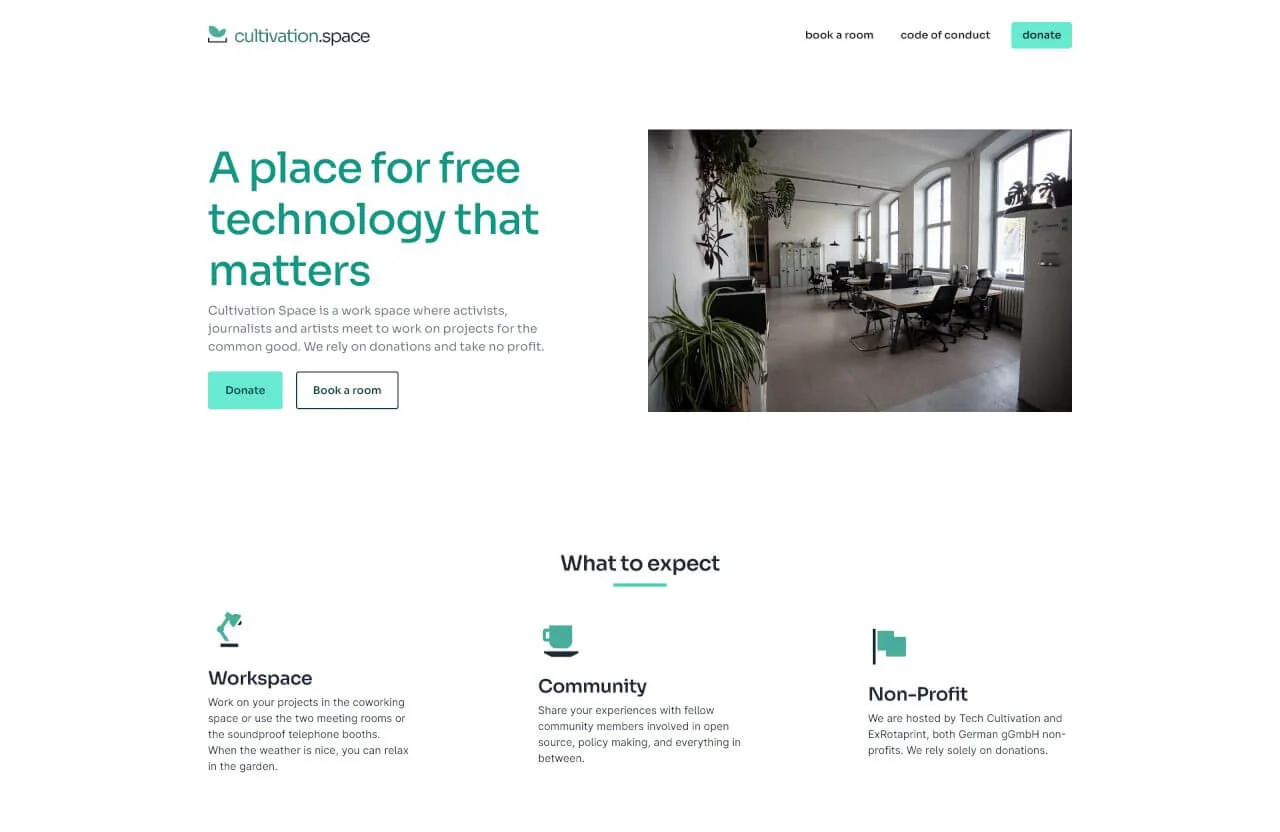 cultivation.space
book a room
code of conduct
donate
A place for free
technology that
matters
Cultivation Space is a work space where activists,
journalists and artists meet to work on projects for the
common good. We rely on donations and take no profit.
Donate
Book a room
What to expect
Workspace
Work on your projects in the coworking
space or use the two meeting rooms or
the soundproof telephone booths.
When the weather is nice, you can relax
in the garden.
Community
Share your experiences with fellow
community members involved in open
source, policy making, and everything in
between.
Non-Profit
We are hosted by Tech Cultivation and
ExRotaprint, both German gGmbH non-
profits. We rely solely on donations.